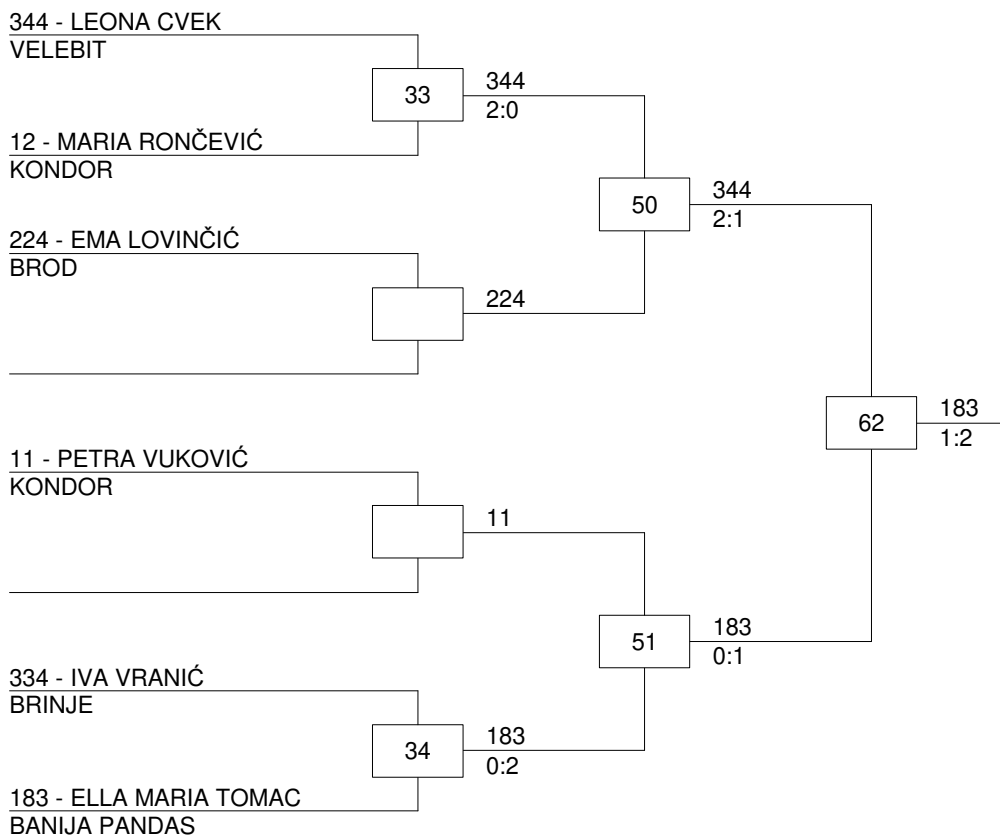 344 - LEONA CVEK
VELEBIT
33
344
2:0
12 - MARIA RONČEVIĆ
KONDOR
50
344
2:1
224 - EMA LOVINČIĆ
BROD
224
62
183
1:2
11 - PETRA VUKOVIĆ
KONDOR
11
51
183
0:1
334 - IVA VRANIĆ
BRINJE
34
183
0:2
183 - ELLA MARIA TOMAC
BANIJA PANDAS